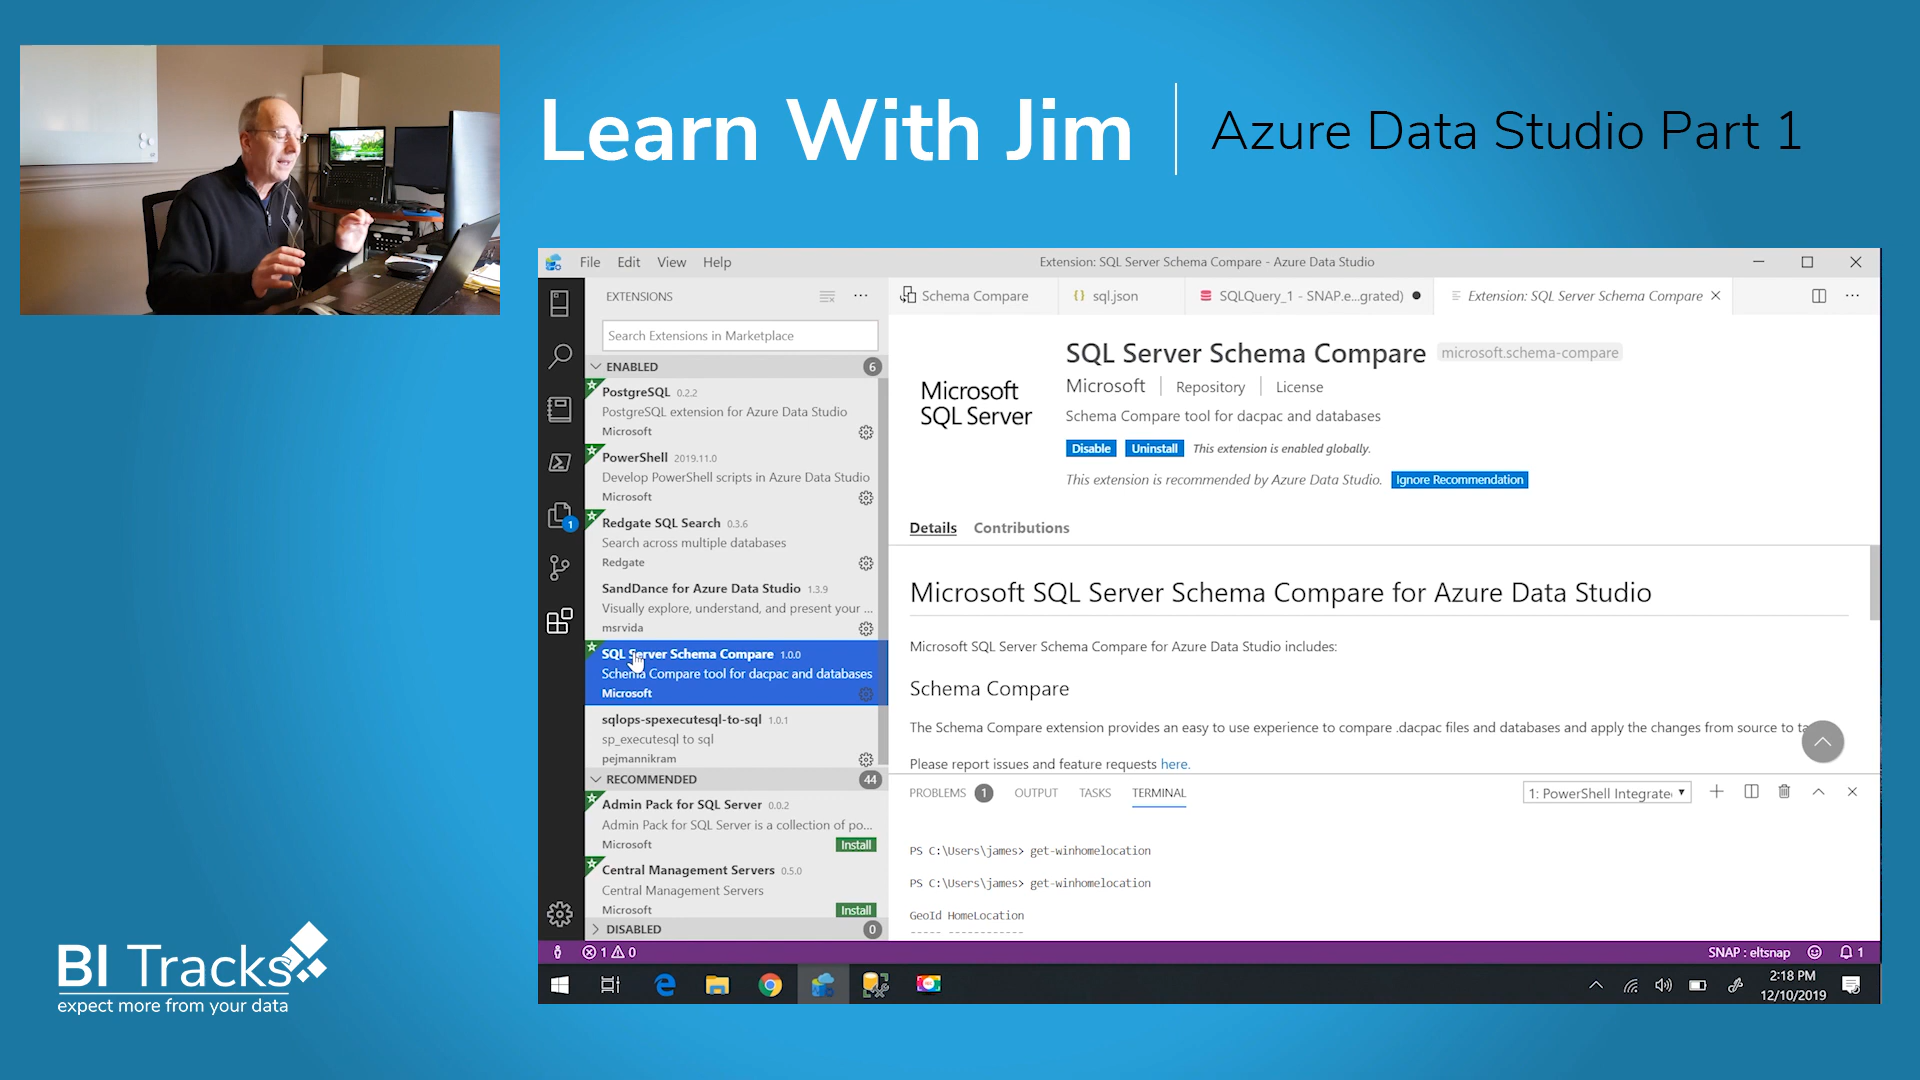 Learn With Jim
Azure Data Studio Part 1
File Edit View Help
Extension: SQL Server Schema Compare - Azure Data Studio
EXTENSIONS
Schema Compare
{} sql.json
SQLQuery_1 - SNAP.e...grated)
Extension: SQL Server Schema Compare
Search Extensions in Marketplace
ENABLED 6
PostgreSQL 0.2.2
PostgreSQL extension for Azure Data Studio
Microsoft
PowerShell 2019.11.0
Develop PowerShell scripts in Azure Data Studio
Microsoft
Redgate SQL Search 0.3.6
Search across multiple databases
Redgate
SandDance for Azure Data Studio 1.3.9
Visually explore, understand, and present your ...
msrvida
SQL Server Schema Compare 1.0.0
Schema Compare tool for dacpac and databases
Microsoft
sqlops-spexecutesql-to-sql 1.0.1
sp_executesql to sql
pejmannikram
RECOMMENDED 44
Admin Pack for SQL Server 0.0.2
Admin Pack for SQL Server is a collection of po...
Microsoft Install
Central Management Servers 0.5.0
Central Management Servers
Microsoft Install
DISABLED 0
1
Microsoft
SQL Server
SQL Server Schema Compare microsoft.schema-compare
Microsoft Repository License
Schema Compare tool for dacpac and databases
Disable Uninstall This extension is enabled globally.
This extension is recommended by Azure Data Studio. Ignore Recommendation
Details Contributions
Microsoft SQL Server Schema Compare for Azure Data Studio
Microsoft SQL Server Schema Compare for Azure Data Studio includes:
Schema Compare
The Schema Compare extension provides an easy to use experience to compare .dacpac files and databases and apply the changes from source to
Please report issues and feature requests here.
PROBLEMS 1 OUTPUT TASKS TERMINAL
1: PowerShell Integrate
PS C:\Users\james> get-winhomelocation
PS C:\Users\james> get-winhomelocation
GeoId HomeLocation
----- ------------
1 0
SNAP : eltsnap
1
2:18 PM
12/10/2019
BI Tracks
expect more from your data